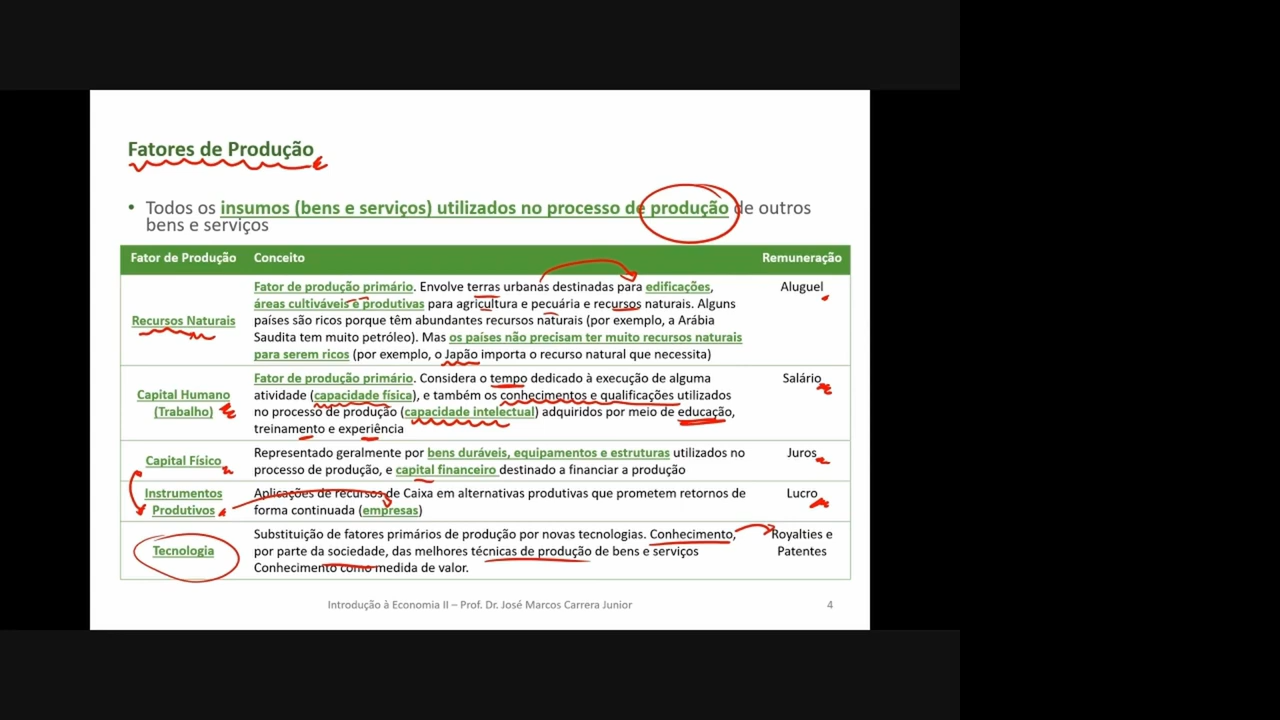 Fatores de Produção
• Todos os insumos (bens e serviços) utilizados no processo de produção de outros
bens e serviços
Fator de Produção Conceito Remuneração
Recursos Naturais
Fator de produção primário. Envolve terras urbanas destinadas para edificações,
áreas cultiváveis e produtivas para agricultura e pecuária e recursos naturais. Alguns
países são ricos porque têm abundantes recursos naturais (por exemplo, a Arábia
Saudita tem muito petróleo). Mas os países não precisam ter muito recursos naturais
para serem ricos (por exemplo, o Japão importa o recurso natural que necessita)
Aluguel
Capital Humano
(Trabalho)
Fator de produção primário. Considera o tempo dedicado à execução de alguma
atividade (capacidade física), e também os conhecimentos e qualificações utilizados
no processo de produção (capacidade intelectual) adquiridos por meio de educação,
treinamento e experiência
Salário
Capital Físico
Representado geralmente por bens duráveis, equipamentos e estruturas utilizados no
processo de produção, e capital financeiro destinado a financiar a produção
Juros
Instrumentos
Produtivos
Aplicações de recursos de Caixa em alternativas produtivas que prometem retornos de
forma continuada (empresas)
Lucro
Tecnologia
Substituição de fatores primários de produção por novas tecnologias. Conhecimento,
por parte da sociedade, das melhores técnicas de produção de bens e serviços
Conhecimento como medida de valor.
Royalties e
Patentes
Introdução à Economia II – Prof. Dr. José Marcos Carrera Junior 4